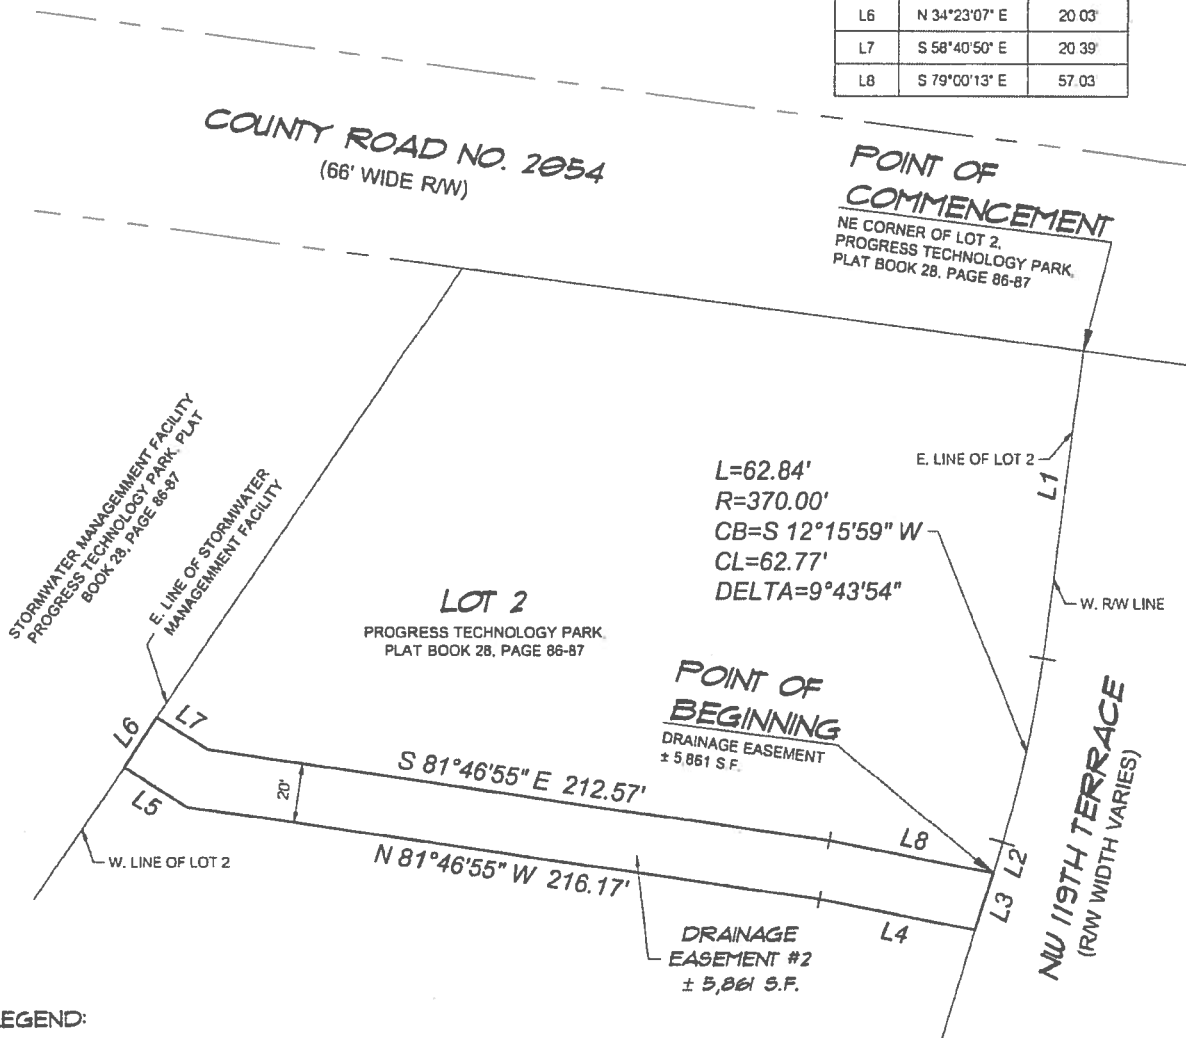 L6 N 34°23'07" E 20.03'
L7 S 58°40'50" E 20.39'
L8 S 79°00'13" E 57.03
COUNTY ROAD NO. 2054
(66' WIDE R/W)
POINT OF
COMMENCEMENT
NE CORNER OF LOT 2,
PROGRESS TECHNOLOGY PARK,
PLAT BOOK 28, PAGE 86-87
STORMWATER MANAGEMMENT FACILITY
PROGRESS TECHNOLOGY PARK, PLAT
BOOK 28, PAGE 86-87
E. LINE OF STORMWATER
MANAGEMMENT FACILITY
E. LINE OF LOT 2
L1
L=62.84'
R=370.00'
CB=S 12°15'59" W
CL=62.77'
DELTA=9°43'54"
W. R/W LINE
LOT 2
PROGRESS TECHNOLOGY PARK,
PLAT BOOK 28, PAGE 86-87
POINT OF
BEGINNING
DRAINAGE EASEMENT
± 5,861 S.F.
NW 119TH TERRACE
(R/W WIDTH VARIES)
L6
L7
L5
20'
S 81°46'55" E 212.57'
L8
L2
L3
N 81°46'55" W 216.17'
L4
W. LINE OF LOT 2
DRAINAGE
EASEMENT #2
± 5,861 S.F.
EGEND: